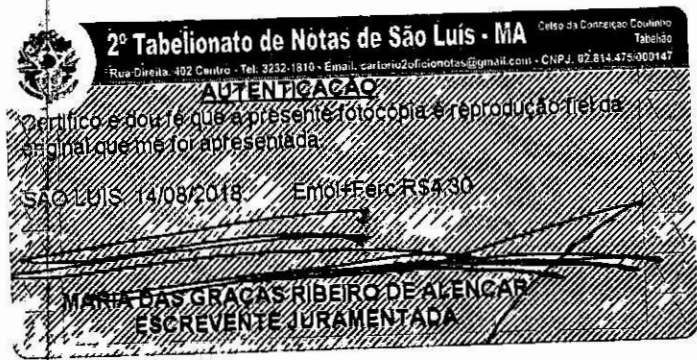 2º Tabelionato de Notas de São Luís - MA
Celso da Conceição Coutinho
Tabelião
Rua Direita, 402 Centro - Tel: 3232-1810 - Email: cartorio2oficionotas@gmail.com - CNPJ. 02.814.475/000147
AUTENTICAÇÃO
Certifico e dou fé que a presente fotocópia é reprodução fiel da
original que me foi apresentada.
SÃO LUIS, 14/08/2018 Emol+Ferc R$4,30
MARIA DAS GRAÇAS RIBEIRO DE ALENCAR
ESCREVENTE JURAMENTADA